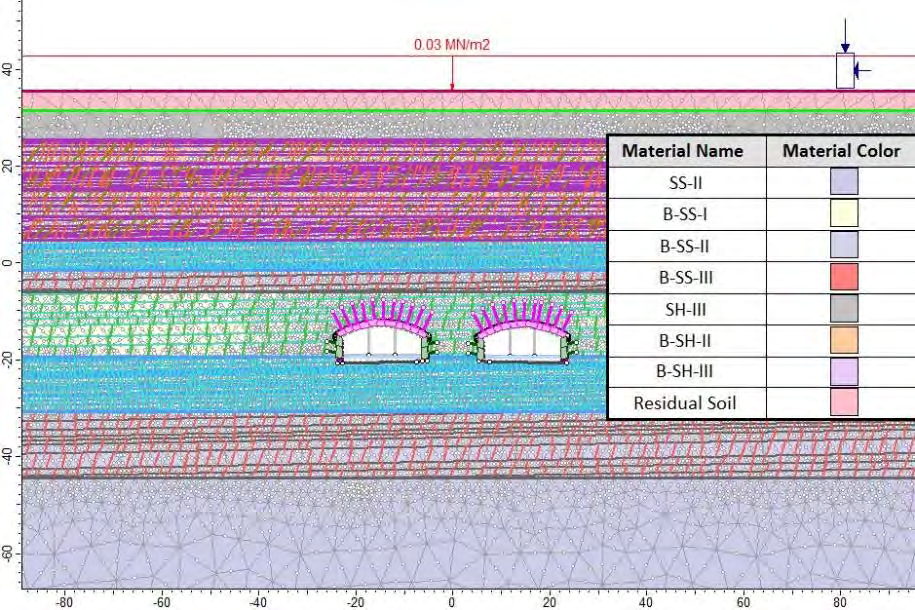 0.03 MN/m2
40
20
0
20
40
60
Material Name Material Color
SS-II
B-SS-I
B-SS-II
B-SS-III
SH-III
B-SH-II
B-SH-III
Residual Soil
-80 -60 -40 -20 0 20 40 60 80